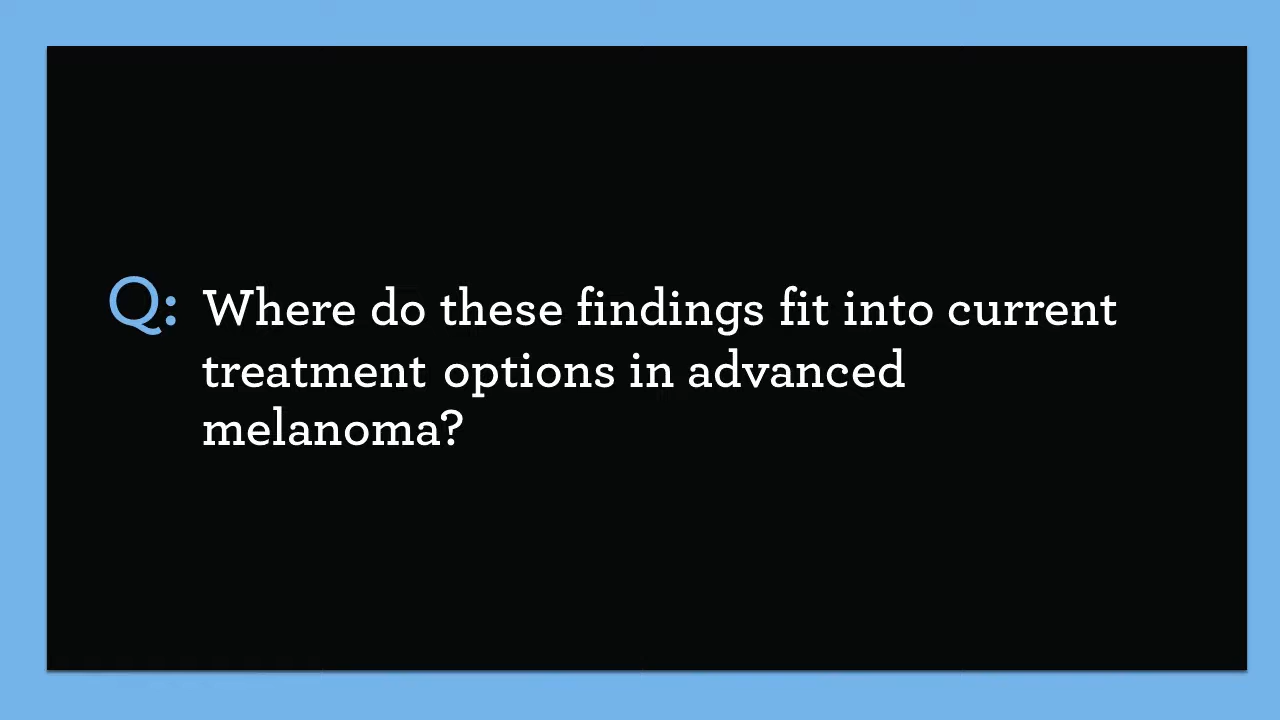 Q: Where do these findings fit into current
treatment options in advanced
melanoma?